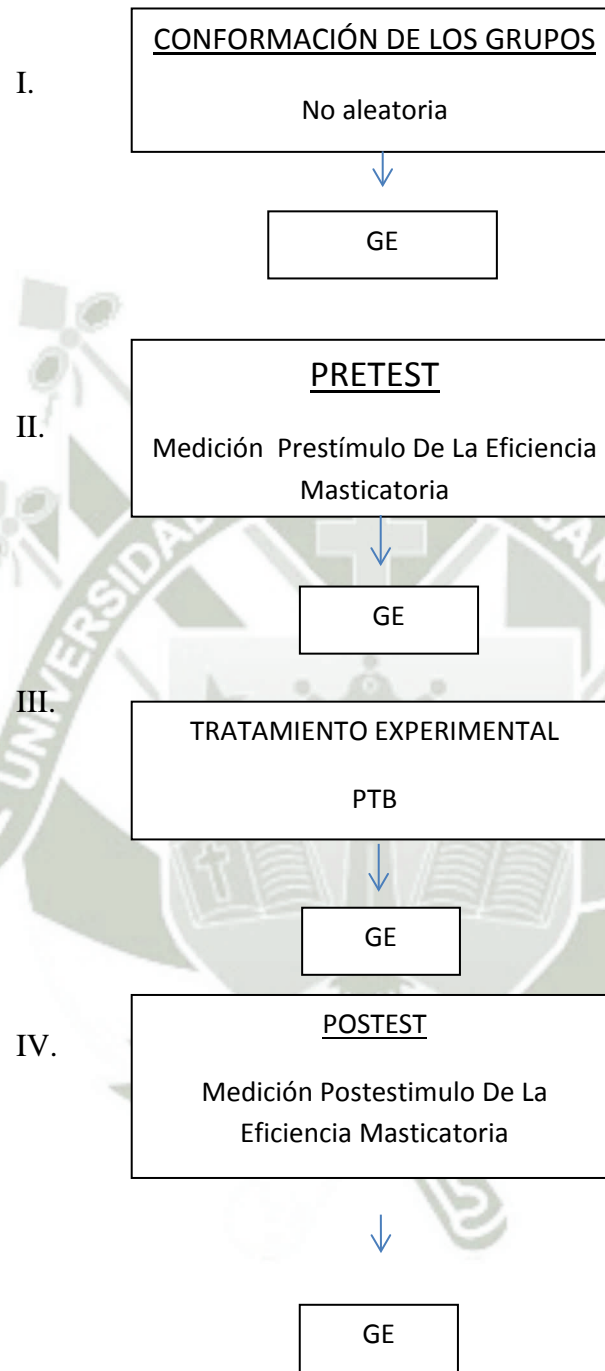 CONFORMACIÓN DE LOS GRUPOS
I.
No aleatoria
GE
PRETEST
II.
Medición Prestímulo De La Eficiencia
Masticatoria
GE
III.
TRATAMIENTO EXPERIMENTAL
PTB
GE
POSTEST
IV.
Medición Postestimulo De La
Eficiencia Masticatoria
GE